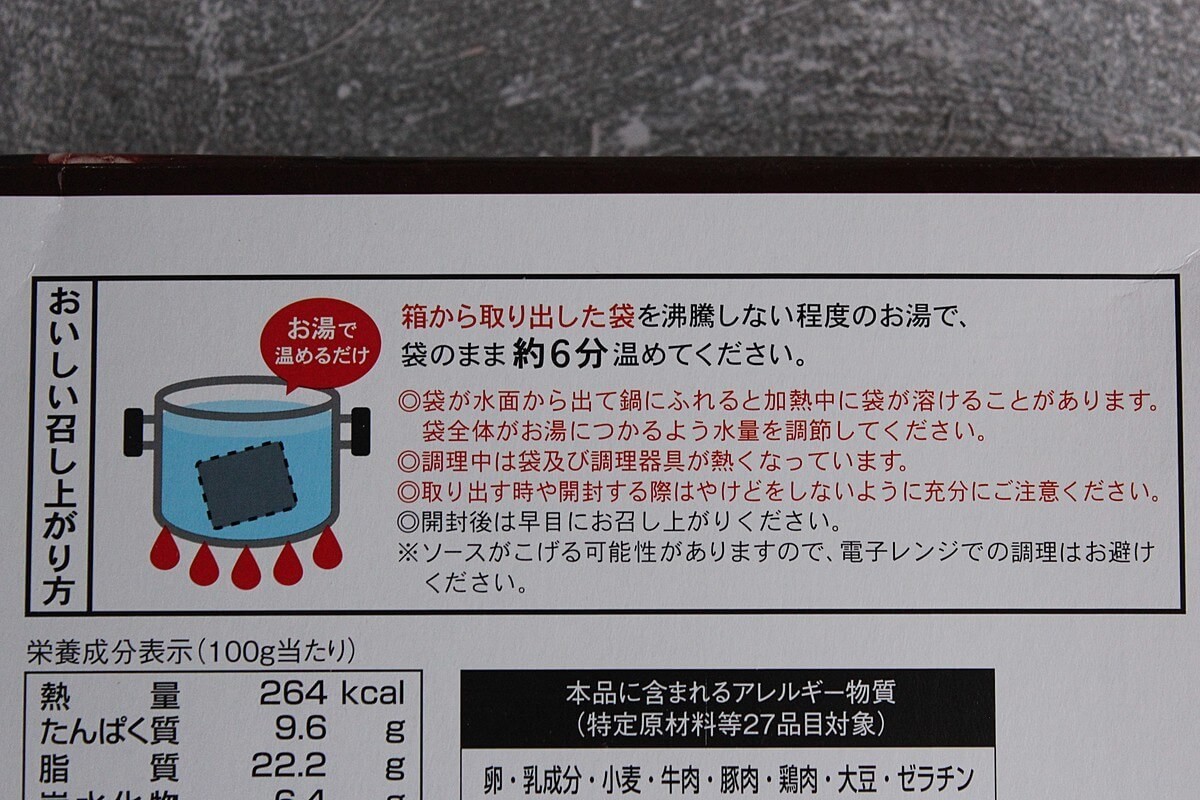 おいしい召し上がり方
お湯で
温めるだけ
箱から取り出した袋を沸騰しない程度のお湯で、
袋のまま約6分温めてください。
◎袋が水面から出て鍋にふれると加熱中に袋が溶けることがあります。
袋全体がお湯につかるよう水量を調節してください。
◎調理中は袋及び調理器具が熱くなっています。
◎取り出す時や開封する際はやけどをしないように充分にご注意ください。
◎開封後は早目にお召し上がりください。
※ソースがこげる可能性がありますので、電子レンジでの調理はお避け
ください。
栄養成分表示(100g当たり)
熱量 264 kcal
たんぱく質 9.6 g
脂質 22.2 g
炭水化物 6.4 g
本品に含まれるアレルギー物質
(特定原材料等27品目対象)
卵・乳成分・小麦・牛肉・豚肉・鶏肉・大豆・ゼラチン